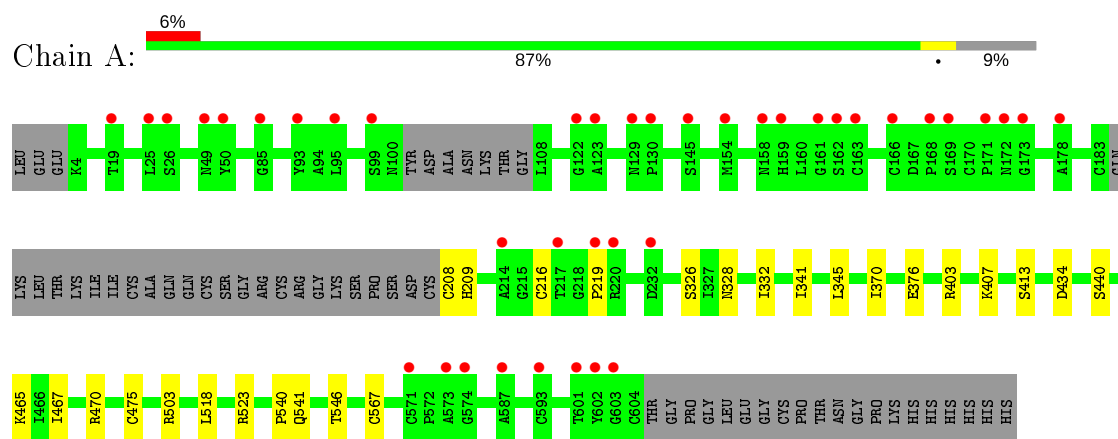 6%
Chain A:
87% • 9%
LEU GLU GLU K4 T19 L25 S26 N49 Y50 G85 Y93 A94 L95 S99 N100 TYR ASP ALA ASN LYS THR GLY L108 G122 A123 N129 P130 S145 M154 N158 H159 L160 G161 S162 C163 C166 D167 P168 S169 C170 P171 N172 G173 A178 C183 GLN
LYS LEU THR LYS ILE ILE CYS ALA GLN GLN CYS SER GLY ARG CYS ARG GLY LYS SER PRO SER ASP CYS C208 H209 A214 G215 C216 T217 G218 P219 R220 D232 S326 I327 N328 I332 I341 L345 I370 E376 R403 K407 S413 D434 S440
K465 I466 I467 R470 C475 R503 L518 R523 P540 Q541 T546 C567 C571 P572 A573 G574 A587 C593 T601 Y602 G603 C604 THR GLY PRO GLY LEU GLU GLY CYS PRO THR ASN GLY PRO LYS HIS HIS HIS HIS HIS HIS HIS